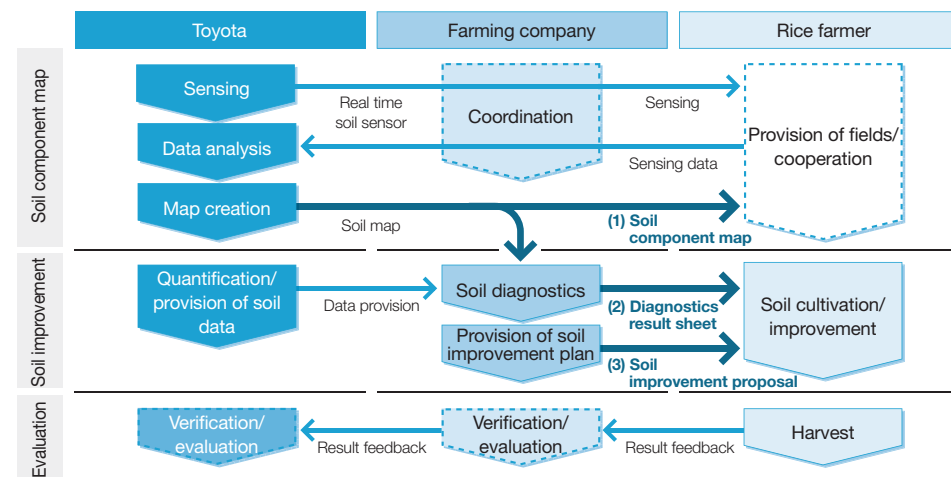 Toyota
Farming company
Rice farmer
Soil component map
Sensing
Real time
soil sensor
Coordination
Sensing
Provision of fields/
cooperation
Data analysis
Sensing data
Map creation
Soil map
(1) Soil
component map
Soil improvement
Quantification/
provision of soil
data
Data provision
Soil diagnostics
(2) Diagnostics
result sheet
Soil cultivation/
improvement
Provision of soil
improvement plan
(3) Soil
improvement proposal
Evaluation
Verification/
evaluation
Result feedback
Verification/
evaluation
Result feedback
Harvest